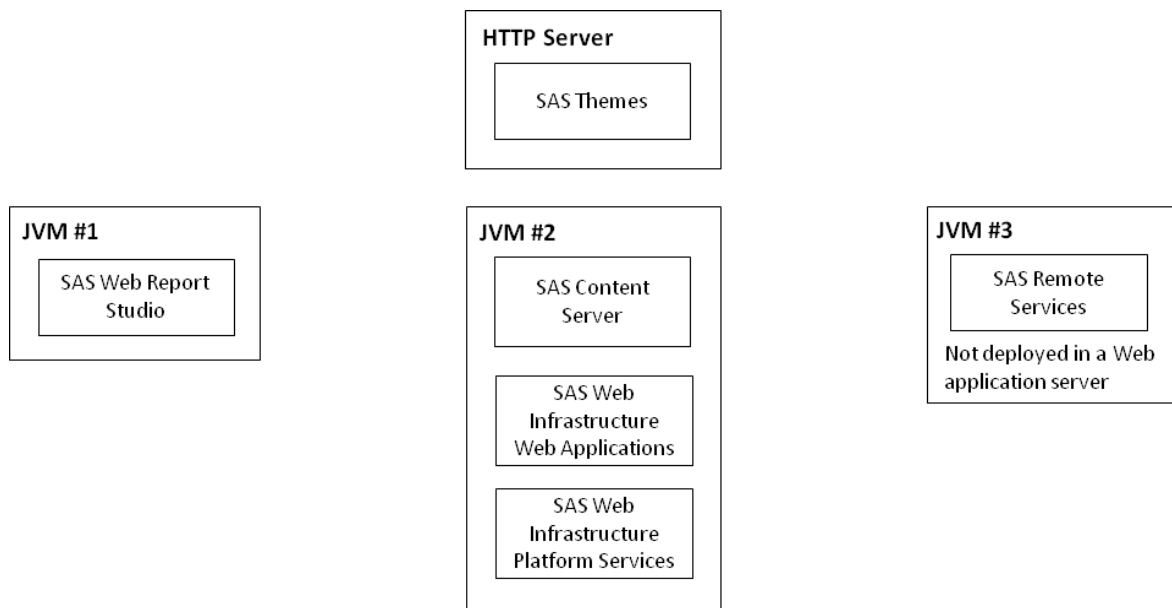 HTTP Server
SAS Themes
JVM #1
SAS Web Report
Studio
JVM #2
SAS Content
Server
SAS Web
Infrastructure
Web Applications
SAS Web
Infrastructure
Platform Services
JVM #3
SAS Remote
Services
Not deployed in a Web
application server